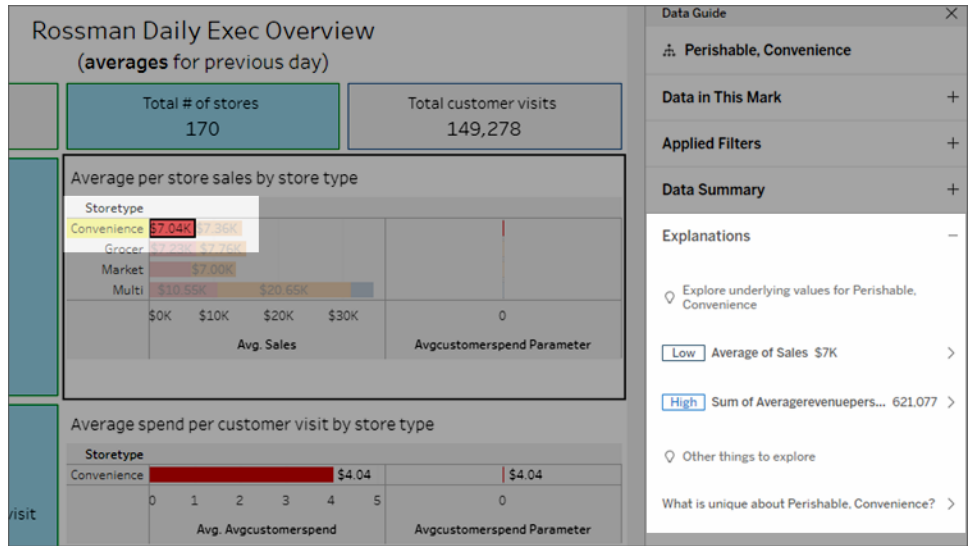 Rossman Daily Exec Overview
(averages for previous day)
Total # of stores
170
Total customer visits
149,278
Average per store sales by store type
Storetype
Convenience $7.04K $7.36K
Grocer $7.23K $7.76K
Market $7.00K
Multi $10.55K $20.65K
$0K $10K $20K $30K 0
Avg. Sales Avgcustomerspend Parameter
Average spend per customer visit by store type
Storetype
Convenience $4.04 $4.04
0 1 2 3 4 5 0
Avg. Avgcustomerspend Avgcustomerspend Parameter
visit
Data Guide
Perishable, Convenience
Data in This Mark
Applied Filters
Data Summary
Explanations
Explore underlying values for Perishable,
Convenience
Low Average of Sales $7K
High Sum of Averagerevenuepers... 621,077
Other things to explore
What is unique about Perishable, Convenience?